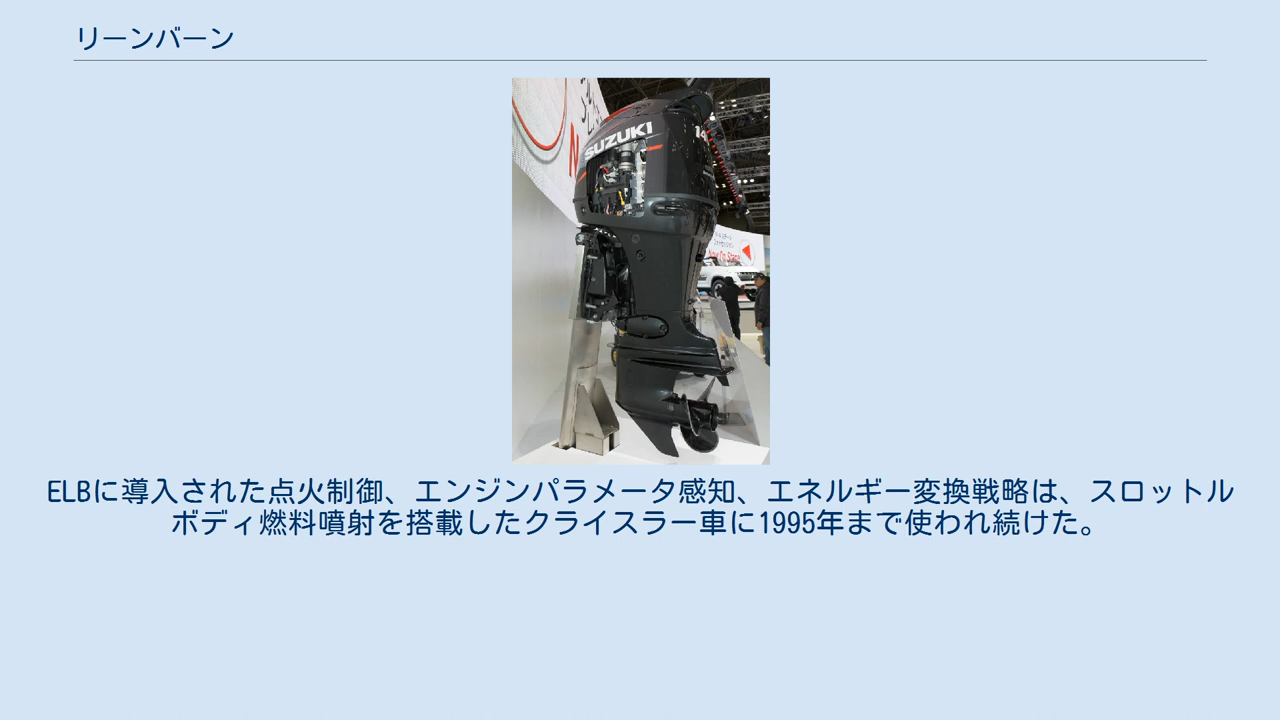 リーンバーン
SUZUKI
14
N
ELBに導入された点火制御、エンジンパラメータ感知、エネルギー変換戦略は、スロットル
ボディ燃料噴射を搭載したクライスラー車に1995年まで使われ続けた。